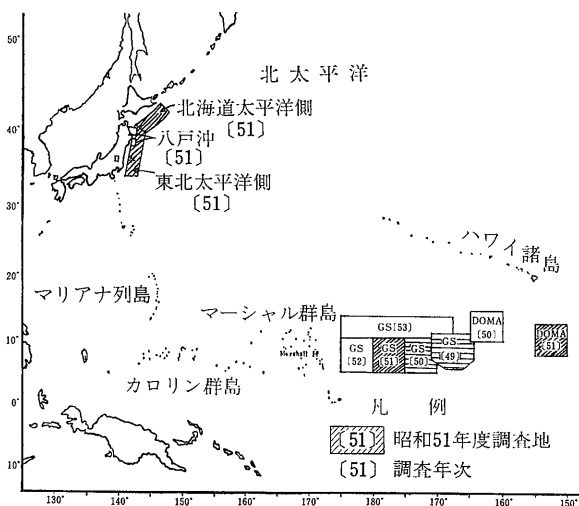 50°
北太平洋
北海道太平洋側
〔51〕
40°
八戸沖
〔51〕
東北太平洋側
〔51〕
30°
ハワイ諸島
20°
マリアナ列島
マーシャル群島
GS〔53〕
DOMA
〔50〕
10°
GS
〔52〕
GS
〔51〕
GS
〔50〕
GS
〔49〕
DOMA
〔51〕
カロリン群島
0°
凡例
〔51〕 昭和51年度調査地
10°
〔51〕 調査年次
130° 140° 150° 160° 170° 180° 170° 160° 150°